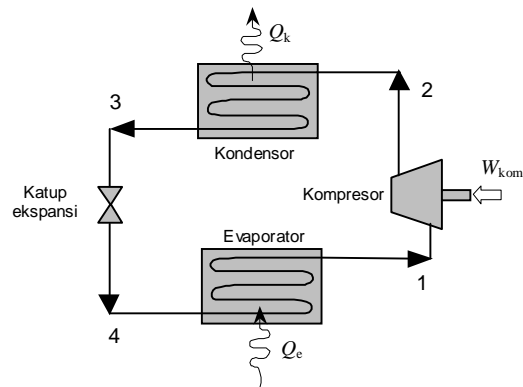 Qk
3
2
Kondensor
Katup
ekspansi
Kompresor
Wkom
Evaporator
1
4
Qe